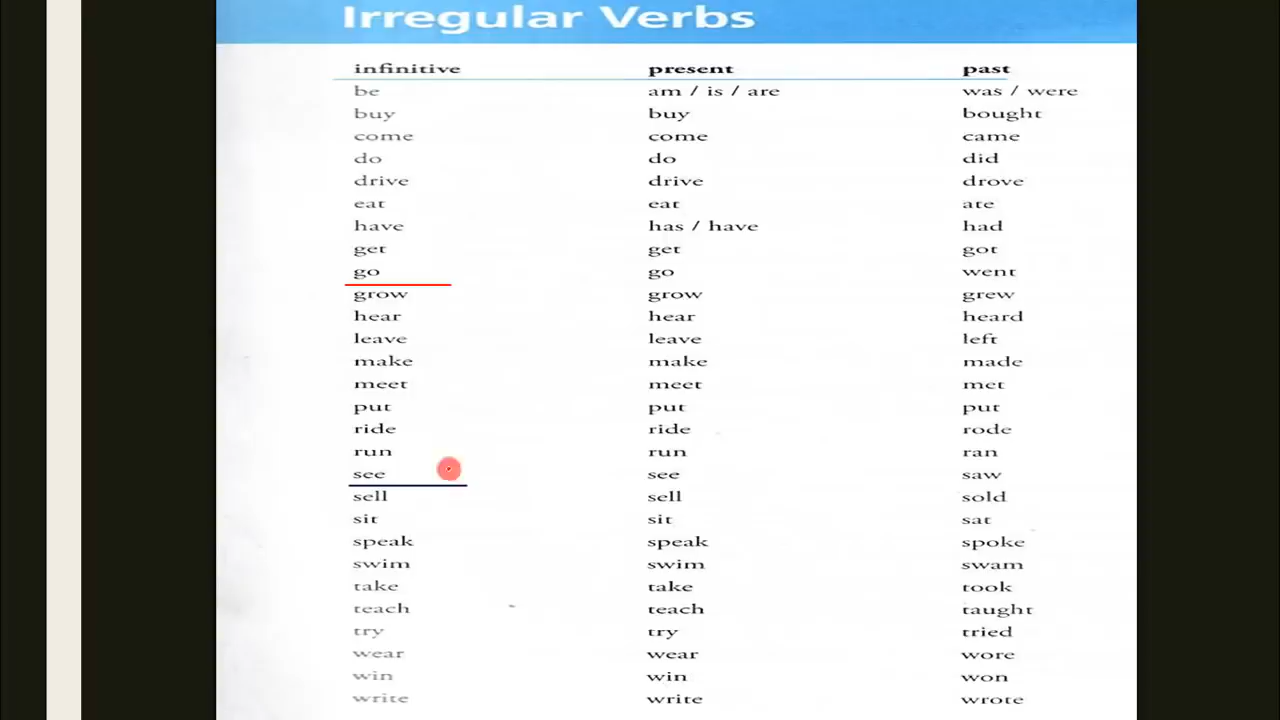 Irregular Verbs
infinitive present past
be am / is / are was / were
buy buy bought
come come came
do do did
drive drive drove
eat eat ate
have has / have had
get get got
go go went
grow grow grew
hear hear heard
leave leave left
make make made
meet meet met
put put put
ride ride rode
run run ran
see see saw
sell sell sold
sit sit sat
speak speak spoke
swim swim swam
take take took
teach teach taught
try try tried
wear wear wore
win win won
write write wrote